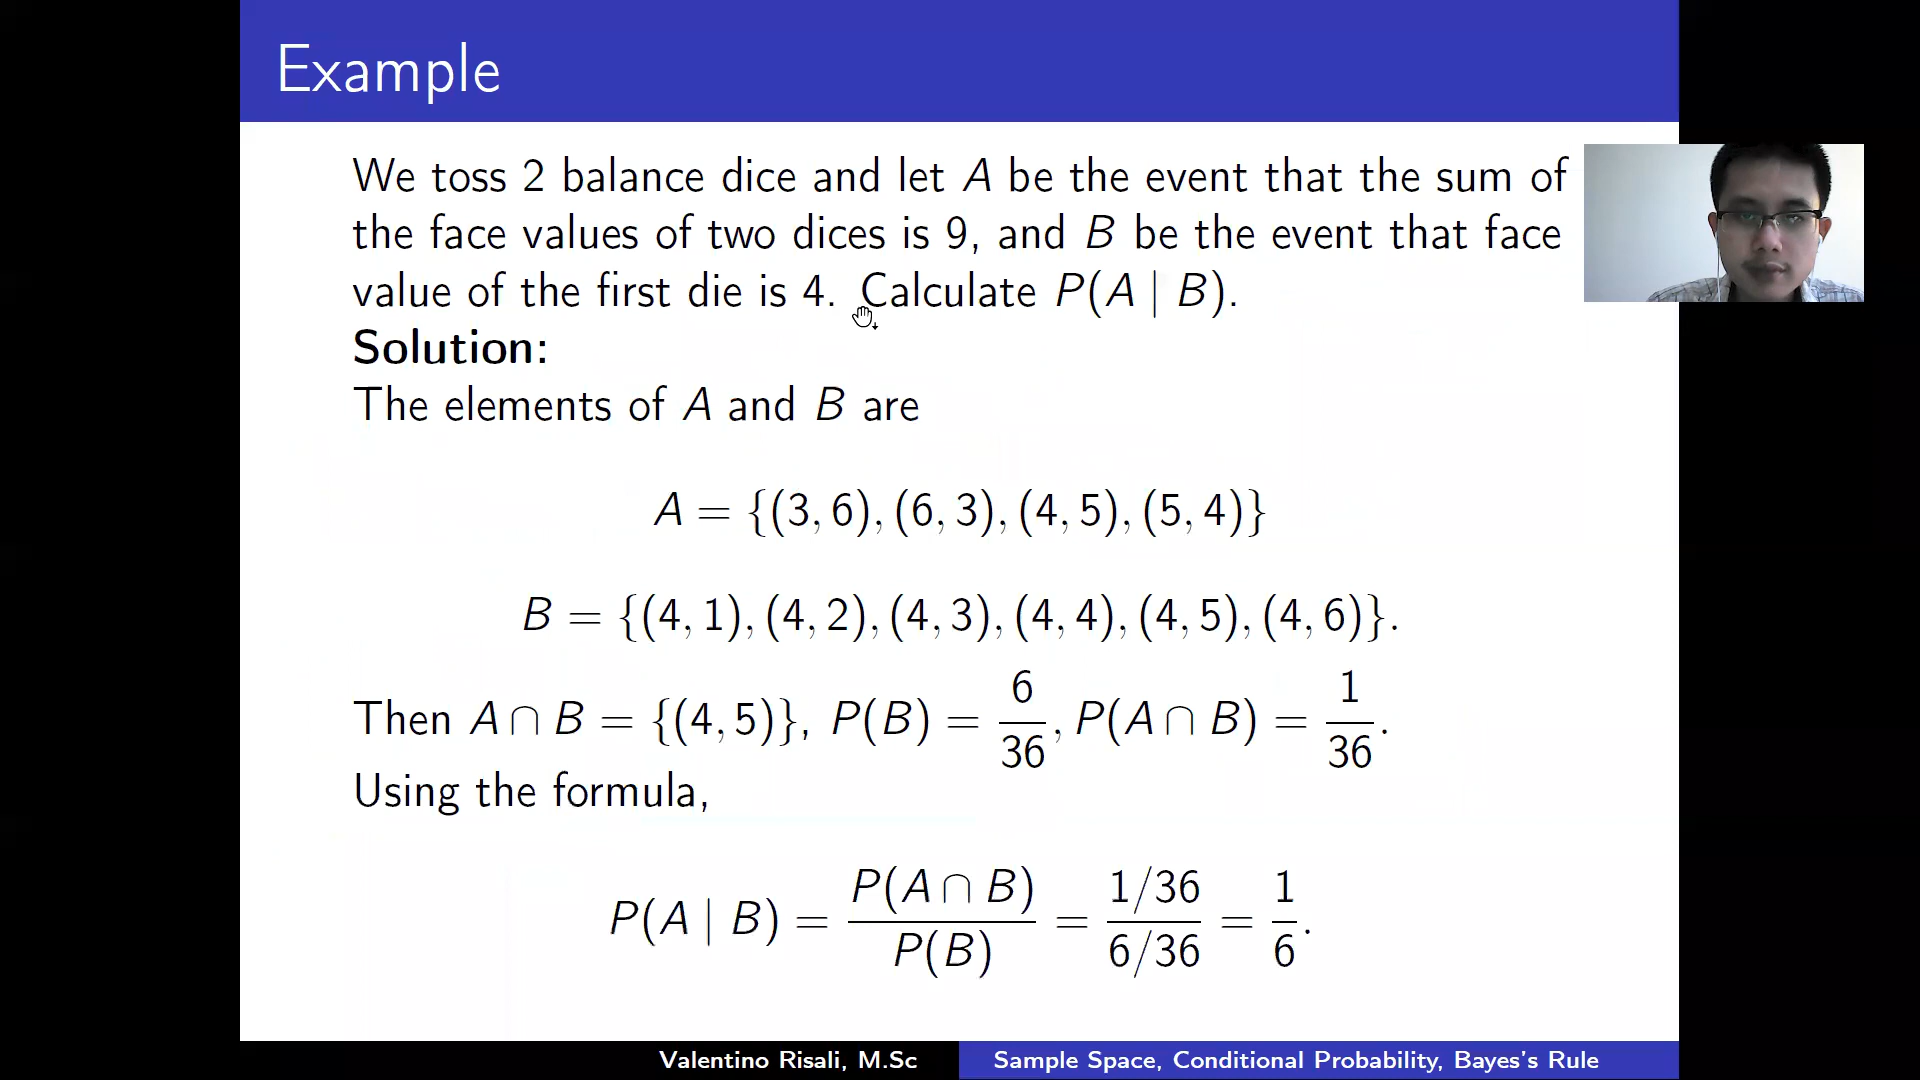 Example
We toss 2 balance dice and let A be the event that the sum of
the face values of two dices is 9, and B be the event that face
value of the first die is 4. Calculate P(A | B).
Solution:
The elements of A and B are
A = {(3, 6), (6, 3), (4, 5), (5, 4)}
B = {(4, 1), (4, 2), (4, 3), (4, 4), (4, 5), (4, 6)}.
Then A ∩ B = {(4, 5)}, P(B) = 6/36, P(A ∩ B) = 1/36.
Using the formula,
P(A | B) = P(A ∩ B)/P(B) = 1/36 / 6/36 = 1/6.
Valentino Risali, M.Sc
Sample Space, Conditional Probability, Bayes's Rule